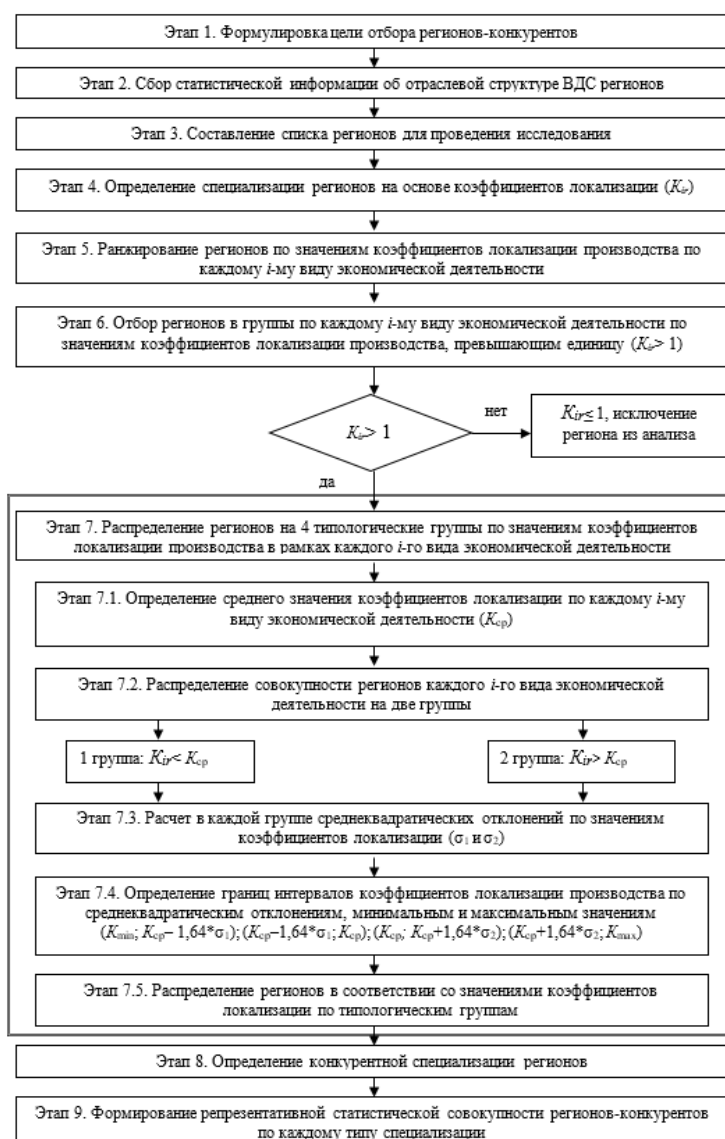 Этап 1. Формулировка цели отбора регионов-конкурентов
Этап 2. Сбор статистической информации об отраслевой структуре ВДС регионов
Этап 3. Составление списка регионов для проведения исследования
Этап 4. Определение специализации регионов на основе коэффициентов локализации (Kir)
Этап 5. Ранжирование регионов по значениям коэффициентов локализации производства по
каждому i-му виду экономической деятельности
Этап 6. Отбор регионов в группы по каждому i-му виду экономической деятельности по
значениям коэффициентов локализации производства, превышающим единицу (Kir> 1)
Kir> 1
нет
Kir≤ 1, исключение
региона из анализа
да
Этап 7. Распределение регионов на 4 типологические группы по значениям коэффициентов
локализации производства в рамках каждого i-го вида экономической деятельности
Этап 7.1. Определение среднего значения коэффициентов локализации по каждому i-му
виду экономической деятельности (Kср)
Этап 7.2. Распределение совокупности регионов каждого i-го вида экономической
деятельности на две группы
1 группа: Kir< Kср
2 группа: Kir> Kср
Этап 7.3. Расчет в каждой группе среднеквадратических отклонений по значениям
коэффициентов локализации (σ1 и σ2)
Этап 7.4. Определение границ интервалов коэффициентов локализации производства по
среднеквадратическим отклонениям, минимальным и максимальным значениям
(Kmin; Kср– 1,64*σ1); (Kср–1,64*σ1; Kср); (Kср; Kср+1,64*σ2); (Kср+1,64*σ2; Kmax)
Этап 7.5. Распределение регионов в соответствии со значениями коэффициентов
локализации по типологическим группам
Этап 8. Определение конкурентной специализации регионов
Этап 9. Формирование репрезентативной статистической совокупности регионов-конкурентов
по каждому типу специализации